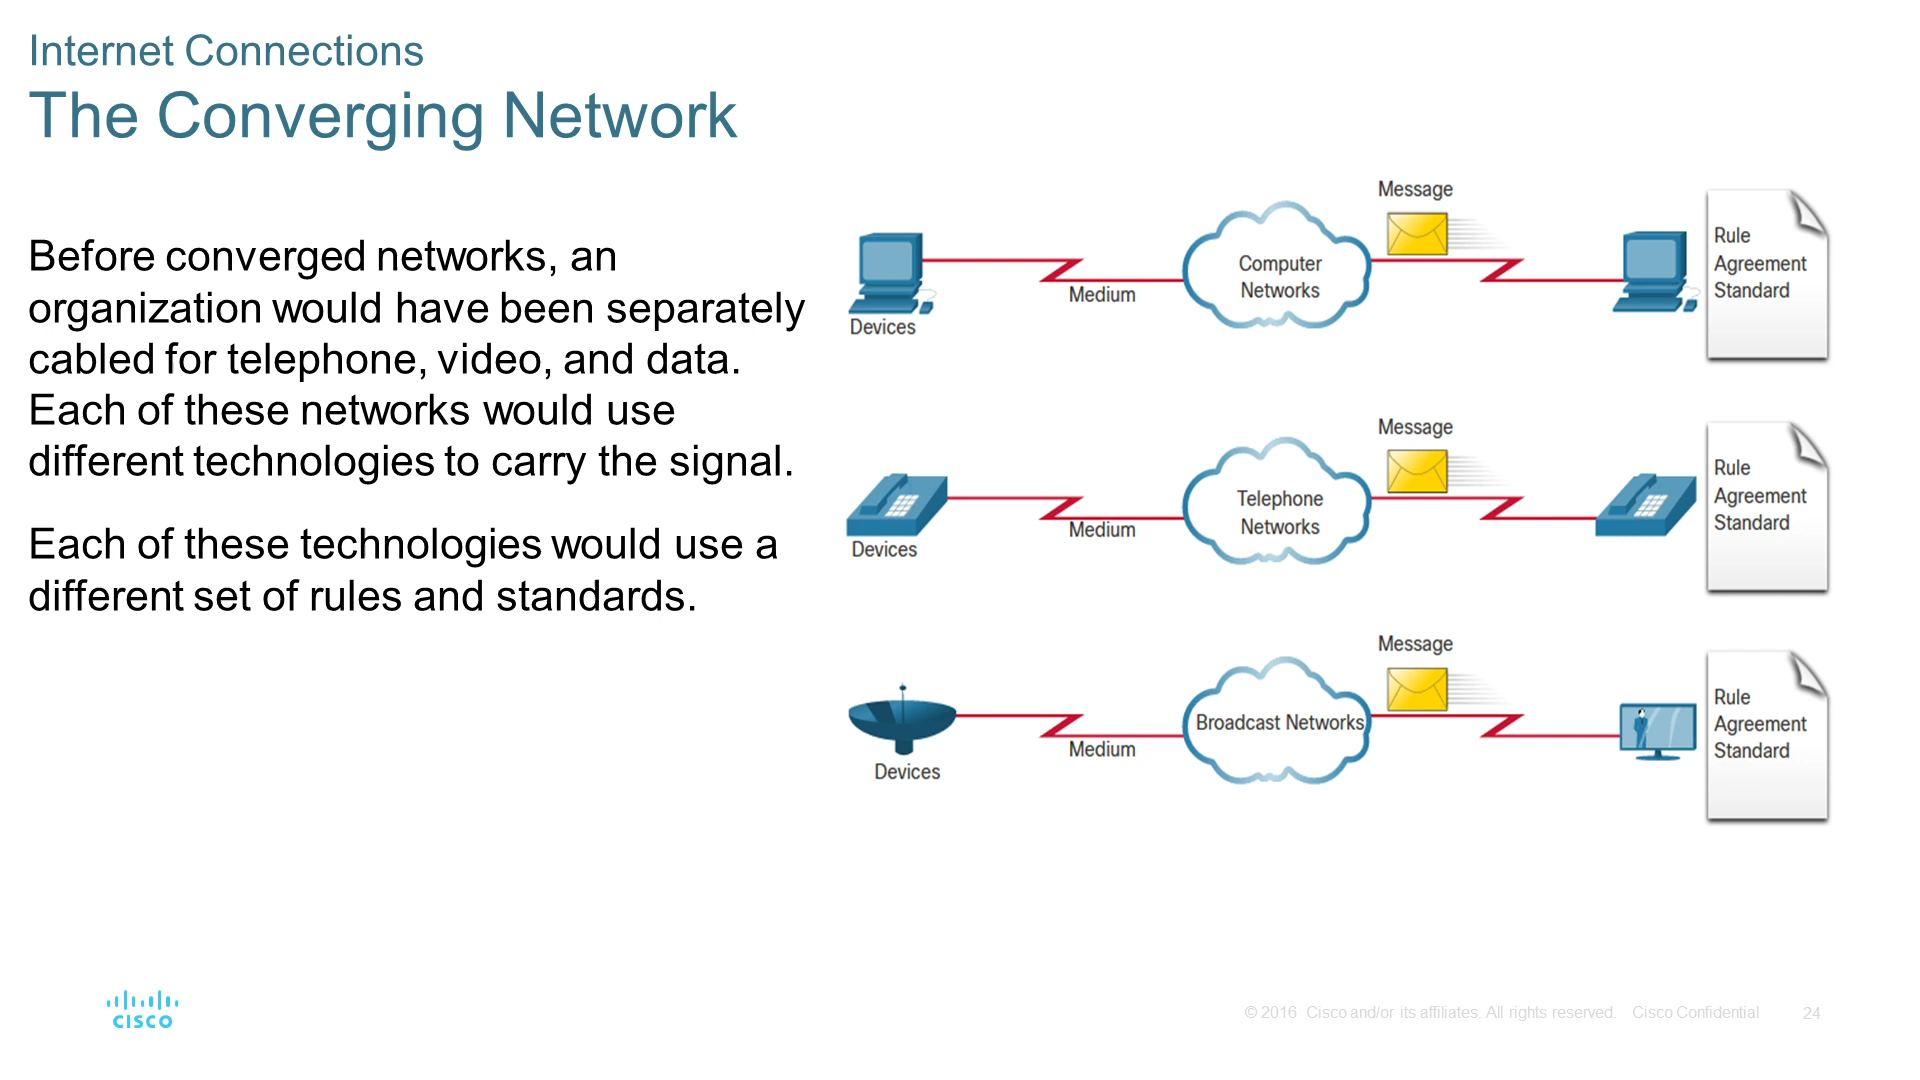 Internet Connections
The Converging Network
Before converged networks, an
organization would have been separately
cabled for telephone, video, and data.
Each of these networks would use
different technologies to carry the signal.
Each of these technologies would use a
different set of rules and standards.
Message
Computer
Networks
Medium
Devices
Rule
Agreement
Standard
Message
Telephone
Networks
Medium
Devices
Rule
Agreement
Standard
Message
Broadcast Networks
Medium
Devices
Rule
Agreement
Standard
CISCO
© 2016 Cisco and/or its affiliates. All rights reserved. Cisco Confidential 24